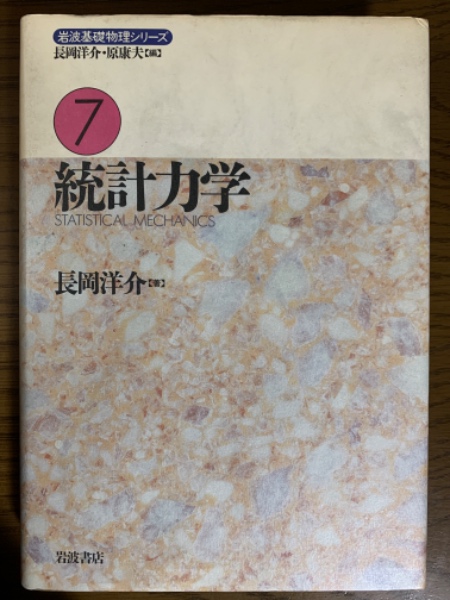 岩波基礎物理シリーズ
長岡洋介・原康夫【編】
7
統計力学
STATISTICAL MECHANICS
長岡洋介【著】
岩波書店